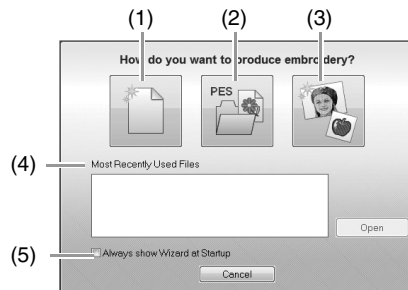 (1) (2) (3)
How do you want to produce embroidery?
PES
(4) Most Recently Used Files
Open
(5) Always show Wizard at Startup
Cancel